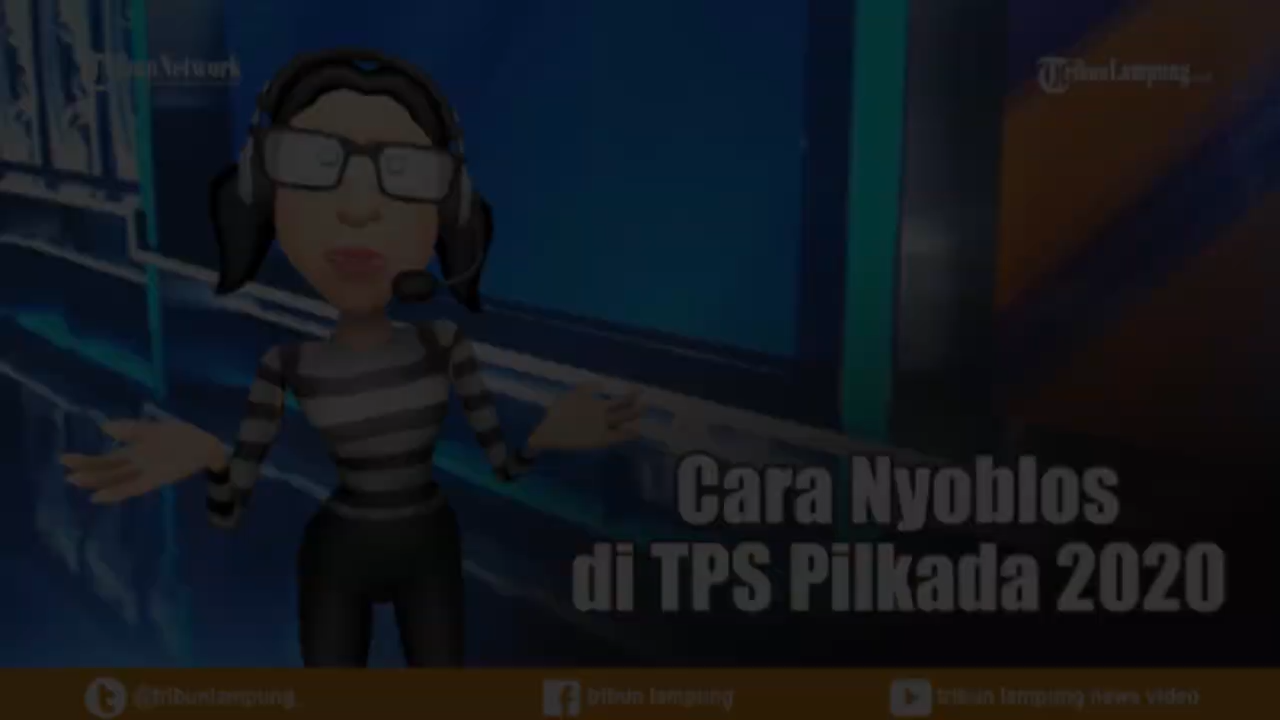 Tribun Network
TribunLampung
Cara Nyoblos
di TPS Pilkada 2020
@tribunlampung
tribun lampung
tribun lampung news video